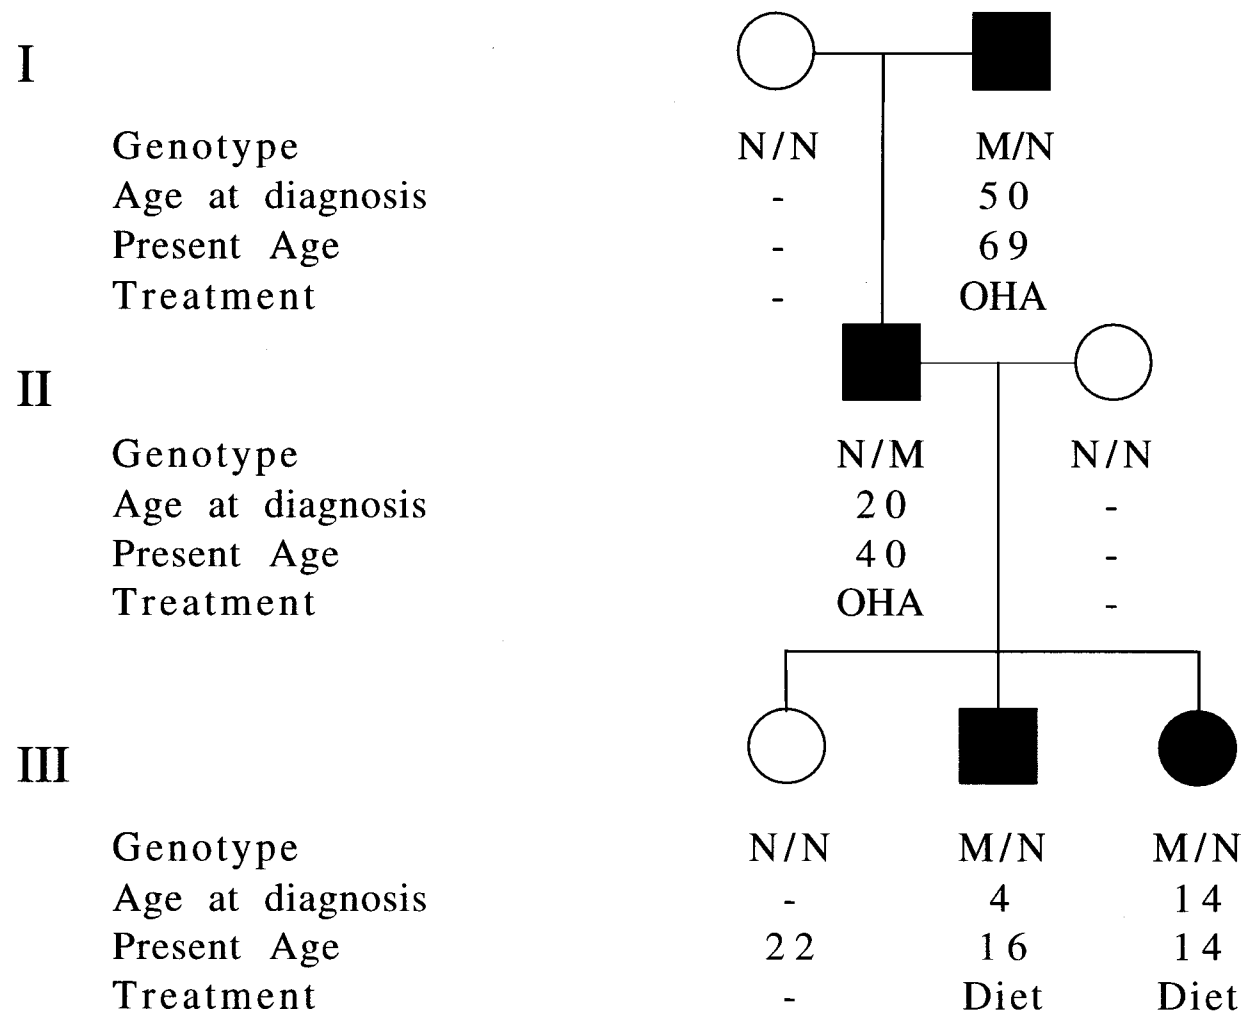 I
Genotype N/N M/N
Age at diagnosis - 50
Present Age - 69
Treatment - OHA
II
Genotype N/M N/N
Age at diagnosis 20 -
Present Age 40 -
Treatment OHA -
III
Genotype N/N M/N M/N
Age at diagnosis - 4 14
Present Age 22 16 14
Treatment - Diet Diet